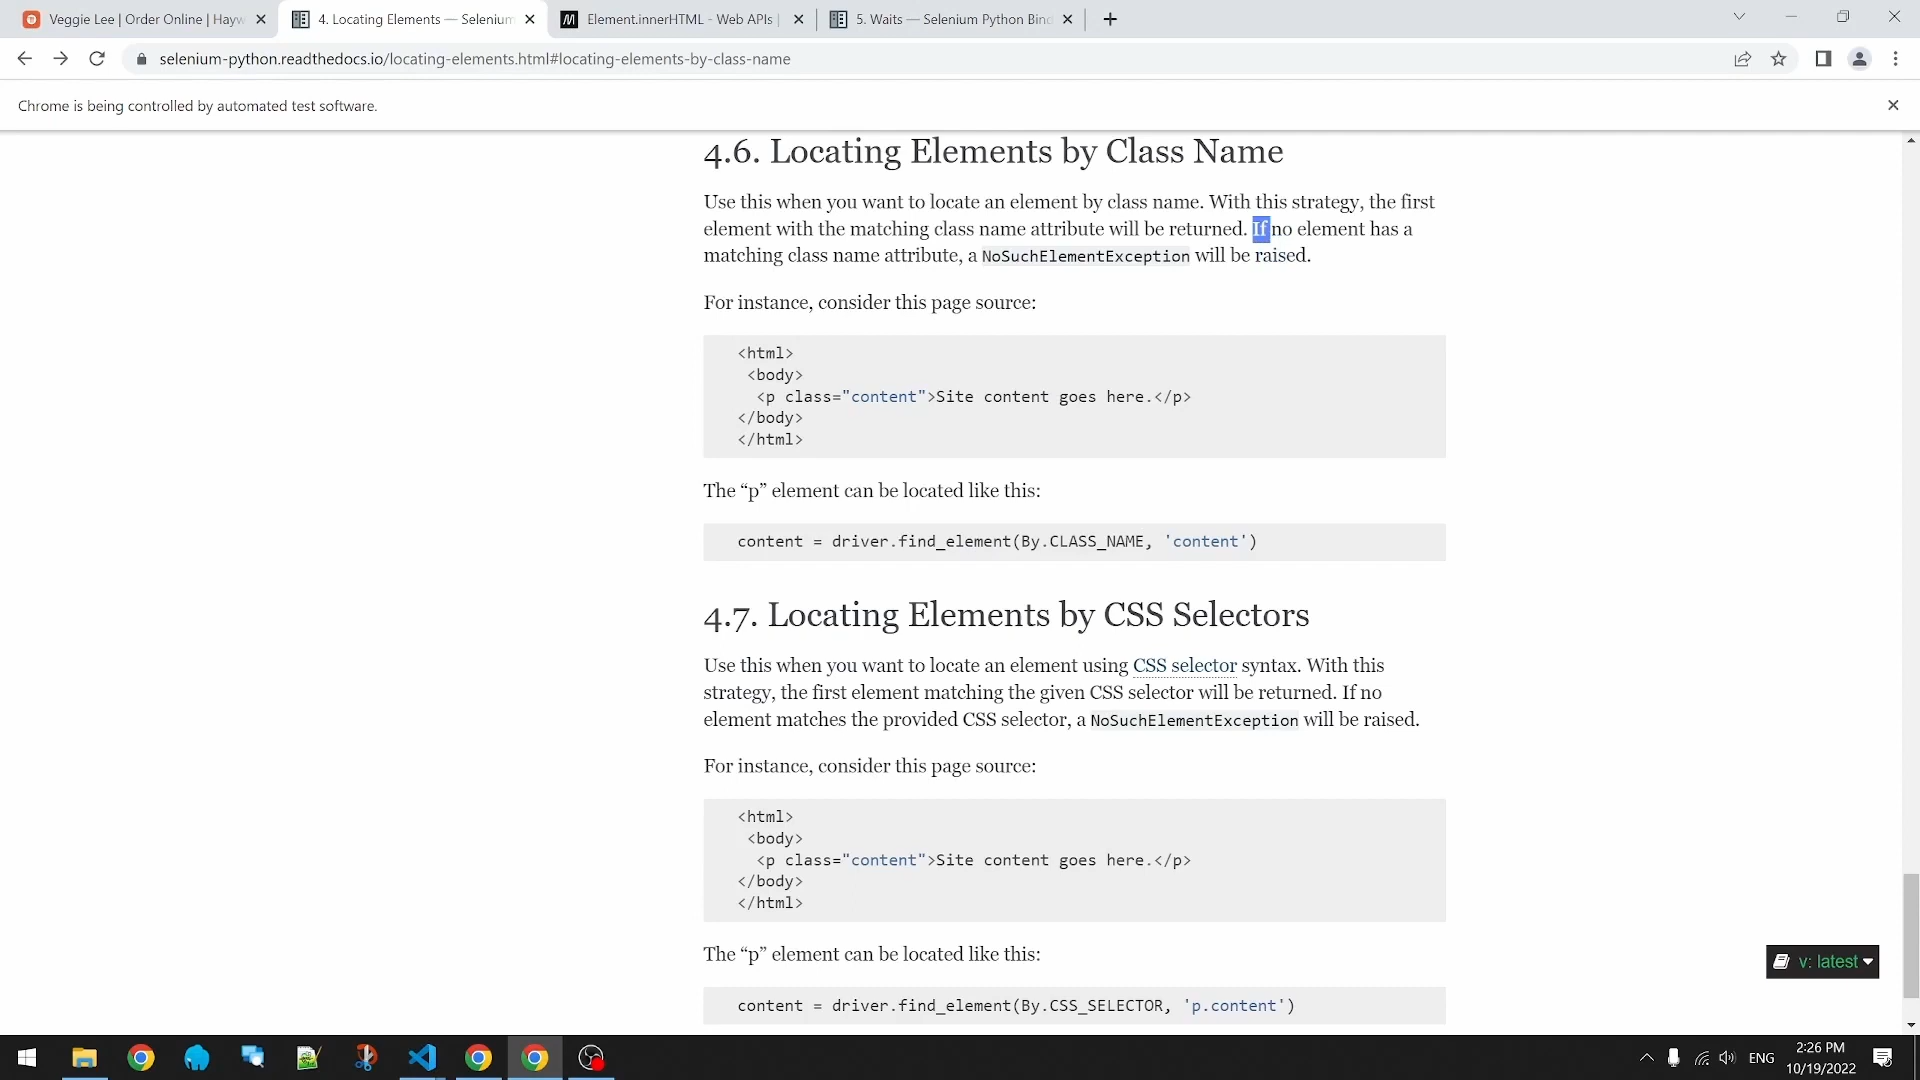 Veggie Lee | Order Online | Hayw
4. Locating Elements — Selenium
Element.innerHTML - Web APIs |
5. Waits — Selenium Python Bind
selenium-python.readthedocs.io/locating-elements.html#locating-elements-by-class-name
Chrome is being controlled by automated test software.
4.6. Locating Elements by Class Name
Use this when you want to locate an element by class name. With this strategy, the first
element with the matching class name attribute will be returned. If no element has a
matching class name attribute, a NoSuchElementException will be raised.
For instance, consider this page source:
<html>
<body>
<p class="content">Site content goes here.</p>
</body>
</html>
The “p” element can be located like this:
content = driver.find_element(By.CLASS_NAME, 'content')
4.7. Locating Elements by CSS Selectors
Use this when you want to locate an element using CSS selector syntax. With this
strategy, the first element matching the given CSS selector will be returned. If no
element matches the provided CSS selector, a NoSuchElementException will be raised.
For instance, consider this page source:
<html>
<body>
<p class="content">Site content goes here.</p>
</body>
</html>
The “p” element can be located like this:
v: latest
content = driver.find_element(By.CSS_SELECTOR, 'p.content')
ENG
2:26 PM
10/19/2022